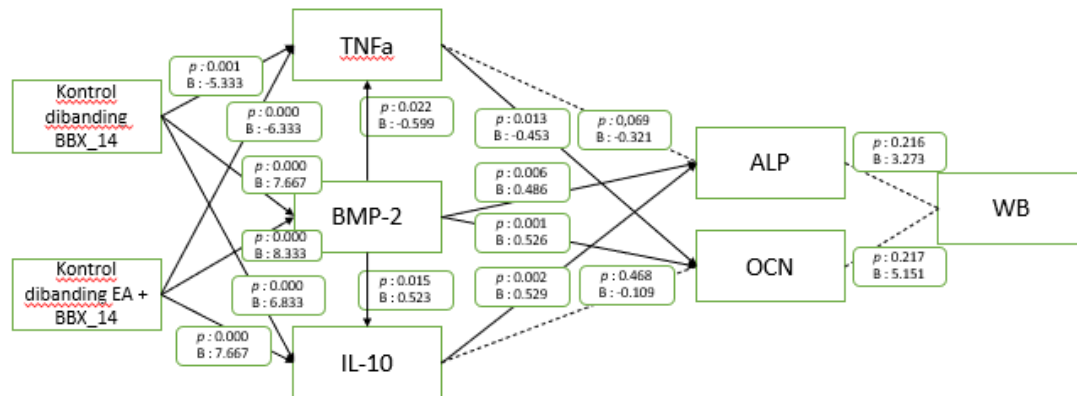 TNFa
p : 0.001
B : -5.333
Kontrol
dibanding
BBX_14
p : 0.000
B : -6.333
p : 0.022
B : -0.599
p : 0.013
B : -0.453
p : 0,069
B : -0.321
ALP
p : 0.216
B : 3.273
p : 0.000
B : 7.667
BMP-2
p : 0.006
B : 0.486
WB
p : 0.001
B : 0.526
p : 0.000
B : 8.333
OCN
p : 0.217
B : 5.151
Kontrol
dibanding EA +
BBX_14
p : 0.000
B : 6.833
p : 0.015
B : 0.523
p : 0.002
B : 0.529
p : 0.468
B : -0.109
p : 0.000
B : 7.667
IL-10